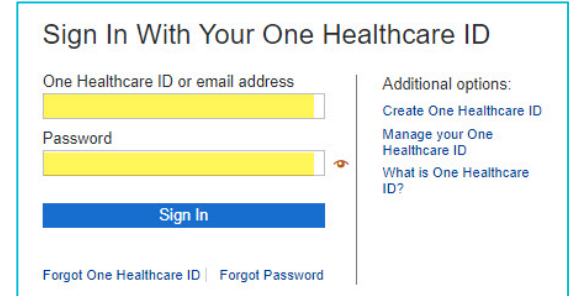 Sign In With Your One Healthcare ID
One Healthcare ID or email address
Password
Sign In
Forgot One Healthcare ID | Forgot Password
Additional options:
Create One Healthcare ID
Manage your One
Healthcare ID
What is One Healthcare
ID?